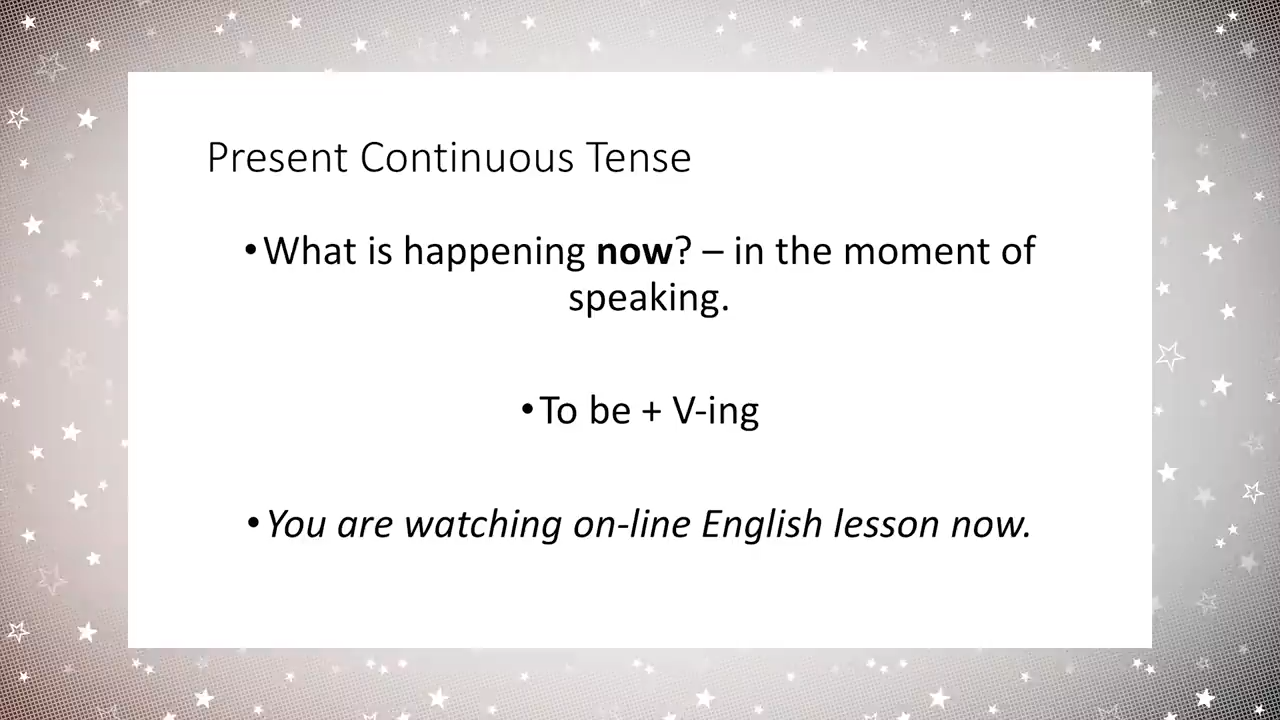 Present Continuous Tense
•What is happening now? – in the moment of
speaking.
•To be + V-ing
•You are watching on-line English lesson now.